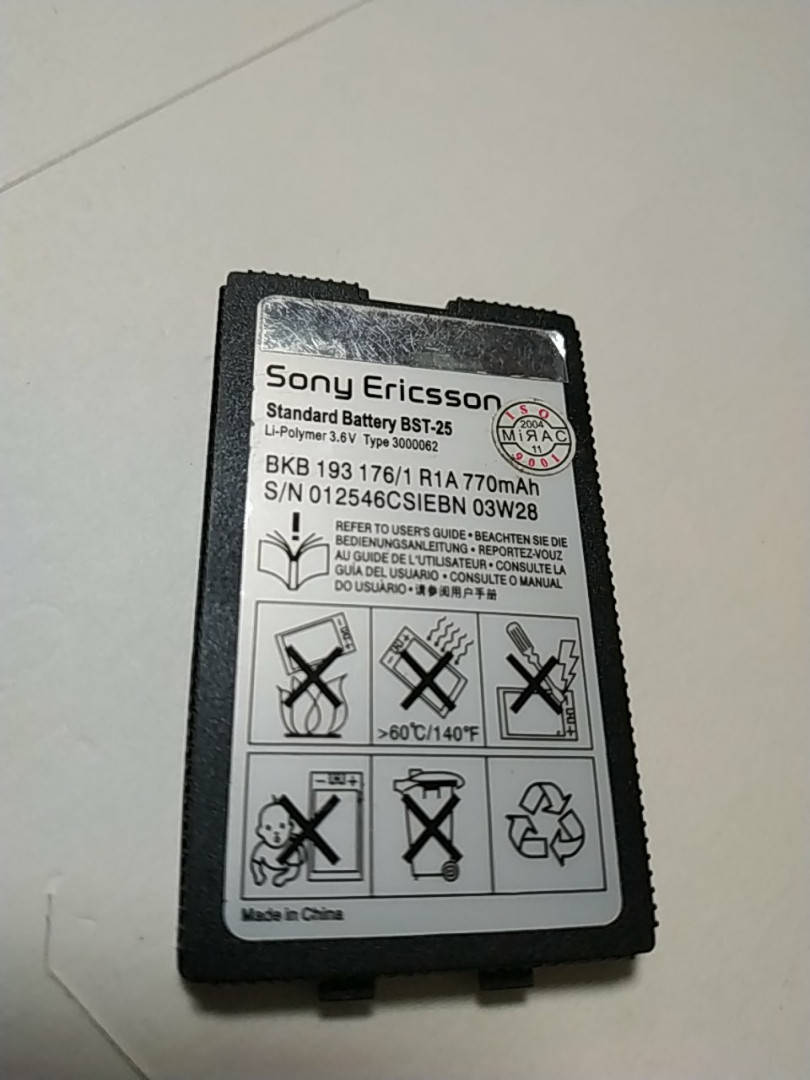 Sony Ericsson
Standard Battery BST-25
Li-Polymer 3.6V Type 3000062
BKB 193 176/1 R1A 770mAh
S/N 012546CSIEBN 03W28
ISO
2004
MiЯAC
11
9001
REFER TO USER'S GUIDE • BEACHTEN SIE DIE
BEDIENUNGSANLEITUNG • REPORTEZ-VOUZ
AU GUIDE DE L'UTILISATEUR • CONSULTE LA
GUÍA DEL USUARIO • CONSULTE O MANUAL
DO USUÁRIO • 请参阅用户手册
>60℃/140°F
Made in China